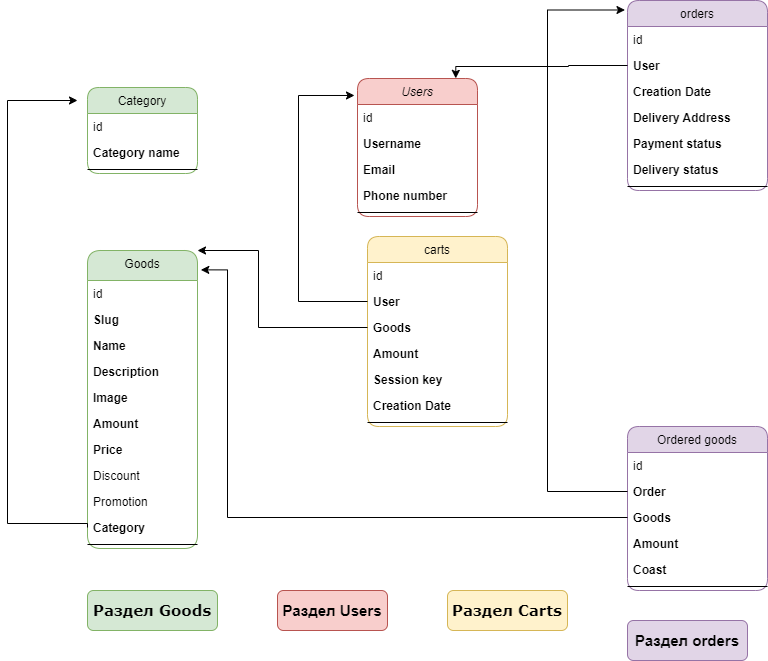 Category
id
Category name
Goods
id
Slug
Name
Description
Image
Amount
Price
Discount
Promotion
Category
Users
id
Username
Email
Phone number
carts
id
User
Goods
Amount
Session key
Creation Date
orders
id
User
Creation Date
Delivery Address
Payment status
Delivery status
Ordered goods
id
Order
Goods
Amount
Coast
Раздел Goods
Раздел Users
Раздел Carts
Раздел orders